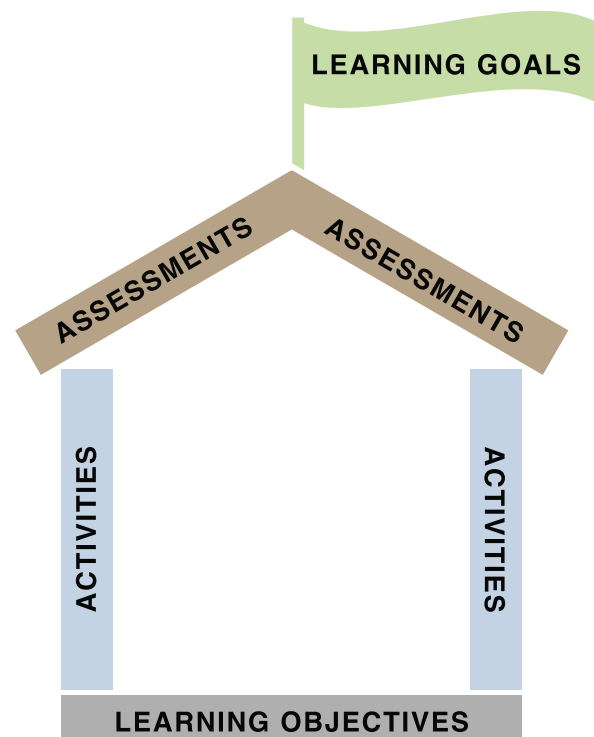 LEARNING GOALS
ASSESSMENTS
ASSESSMENTS
ACTIVITIES
ACTIVITIES
LEARNING OBJECTIVES